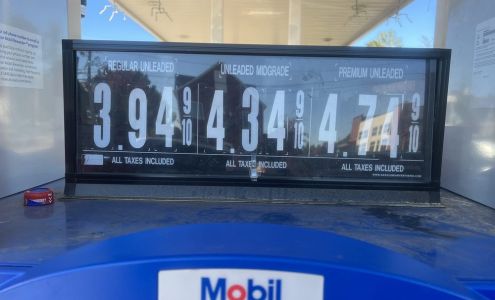 REGULAR UNLEADED
3.94 9/10
ALL TAXES INCLUDED
UNLEADED MIDGRADE
4.34 9/10
ALL TAXES INCLUDED
PREMIUM UNLEADED
4.74 9/10
ALL TAXES INCLUDED
Mobil